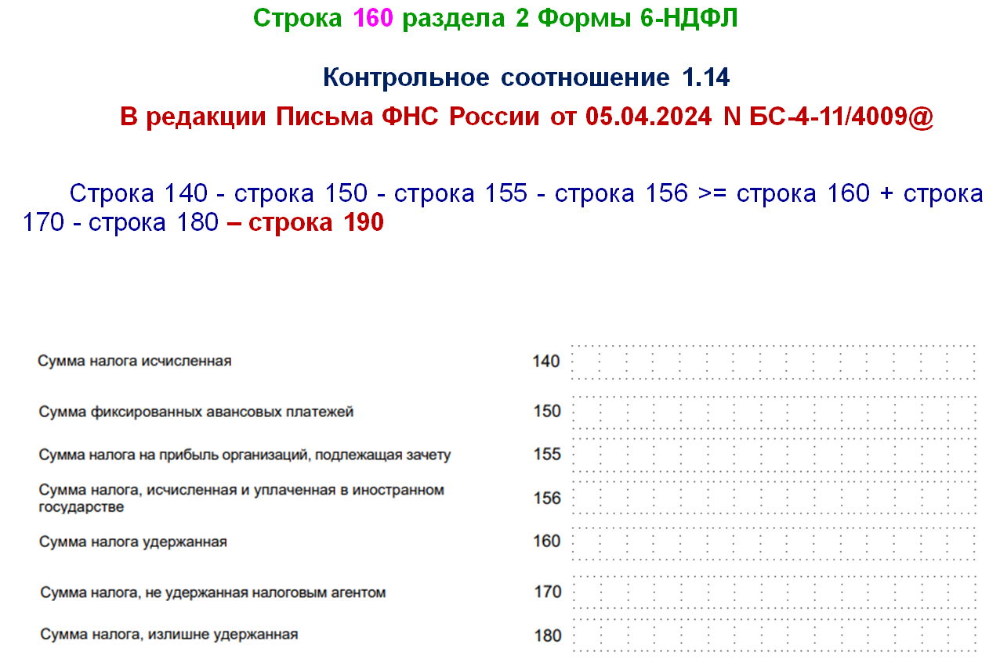 Строка 160 раздела 2 Формы 6-НДФЛ
Контрольное соотношение 1.14
В редакции Письма ФНС России от 05.04.2024 N БС-4-11/4009@
Строка 140 - строка 150 - строка 155 - строка 156 >= строка 160 + строка
170 - строка 180 – строка 190
Сумма налога исчисленная 140
Сумма фиксированных авансовых платежей 150
Сумма налога на прибыль организаций, подлежащая зачету 155
Сумма налога, исчисленная и уплаченная в иностранном
государстве 156
Сумма налога удержанная 160
Сумма налога, не удержанная налоговым агентом 170
Сумма налога, излишне удержанная 180